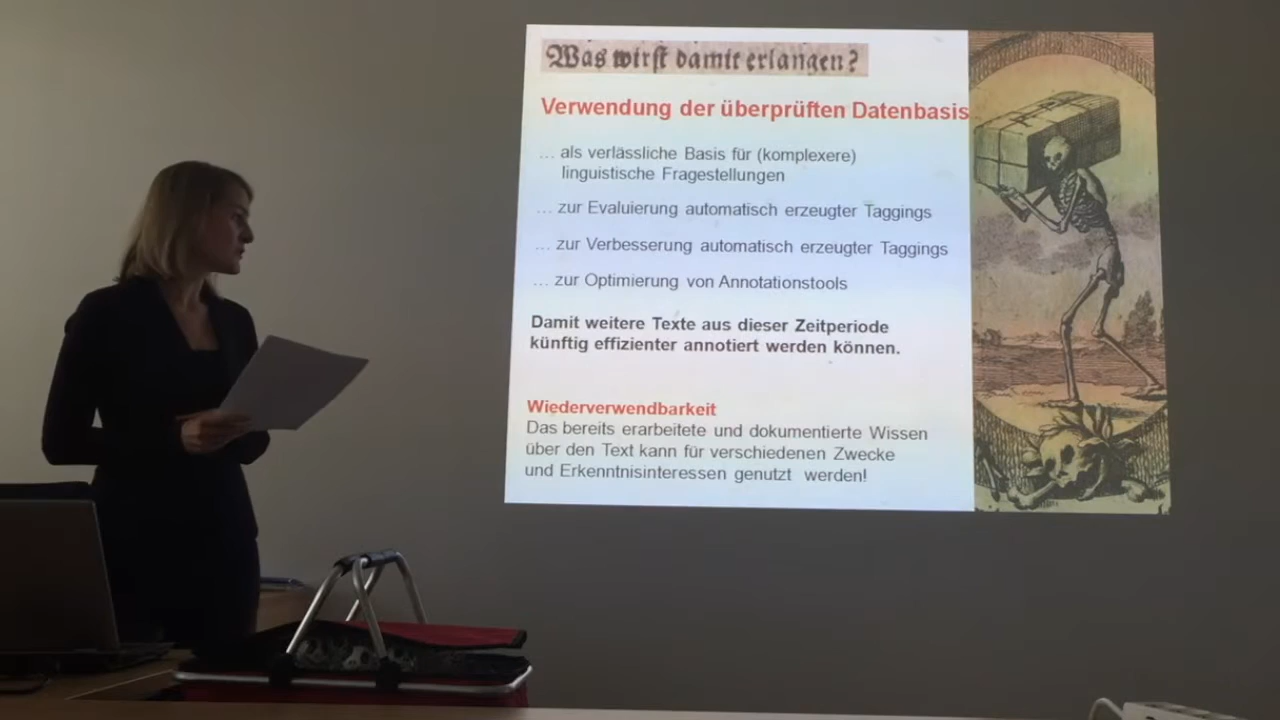 Was wirst damit erlangen?
Verwendung der überprüften Datenbasis
... als verlässliche Basis für (komplexere)
linguistische Fragestellungen
... zur Evaluierung automatisch erzeugter Taggings
... zur Verbesserung automatisch erzeugter Taggings
... zur Optimierung von Annotationstools
Damit weitere Texte aus dieser Zeitperiode
künftig effizienter annotiert werden können.
Wiederverwendbarkeit
Das bereits erarbeitete und dokumentierte Wissen
über den Text kann für verschiedenen Zwecke
und Erkenntnisinteressen genutzt werden!